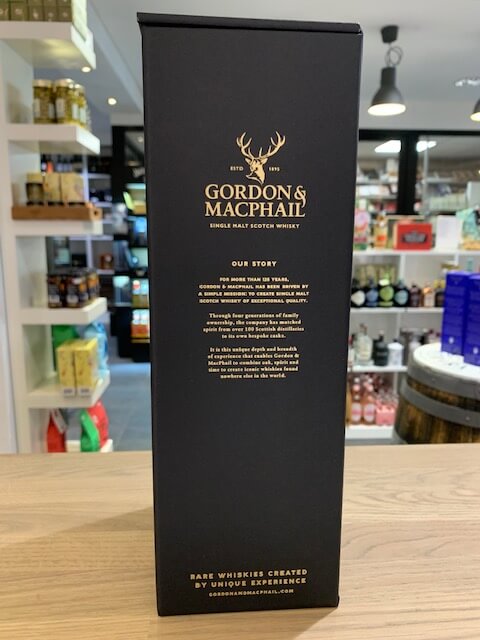 ESTD 1895
GORDON &
MACPHAIL
SINGLE MALT SCOTCH WHISKY
OUR STORY
FOR MORE THAN 125 YEARS,
GORDON & MACPHAIL HAS BEEN DRIVEN BY
A SIMPLE MISSION: TO CREATE SINGLE MALT
SCOTCH WHISKY OF EXCEPTIONAL QUALITY.
Through four generations of family
ownership, the company has matched
spirit from over 100 Scottish distilleries
to its own bespoke casks.
It is this unique depth and breadth
of experience that enables Gordon &
MacPhail to combine oak, spirit and
time to create iconic whiskies found
nowhere else in the world.
RARE WHISKIES CREATED
BY UNIQUE EXPERIENCE
GORDONANDMACPHAIL.COM